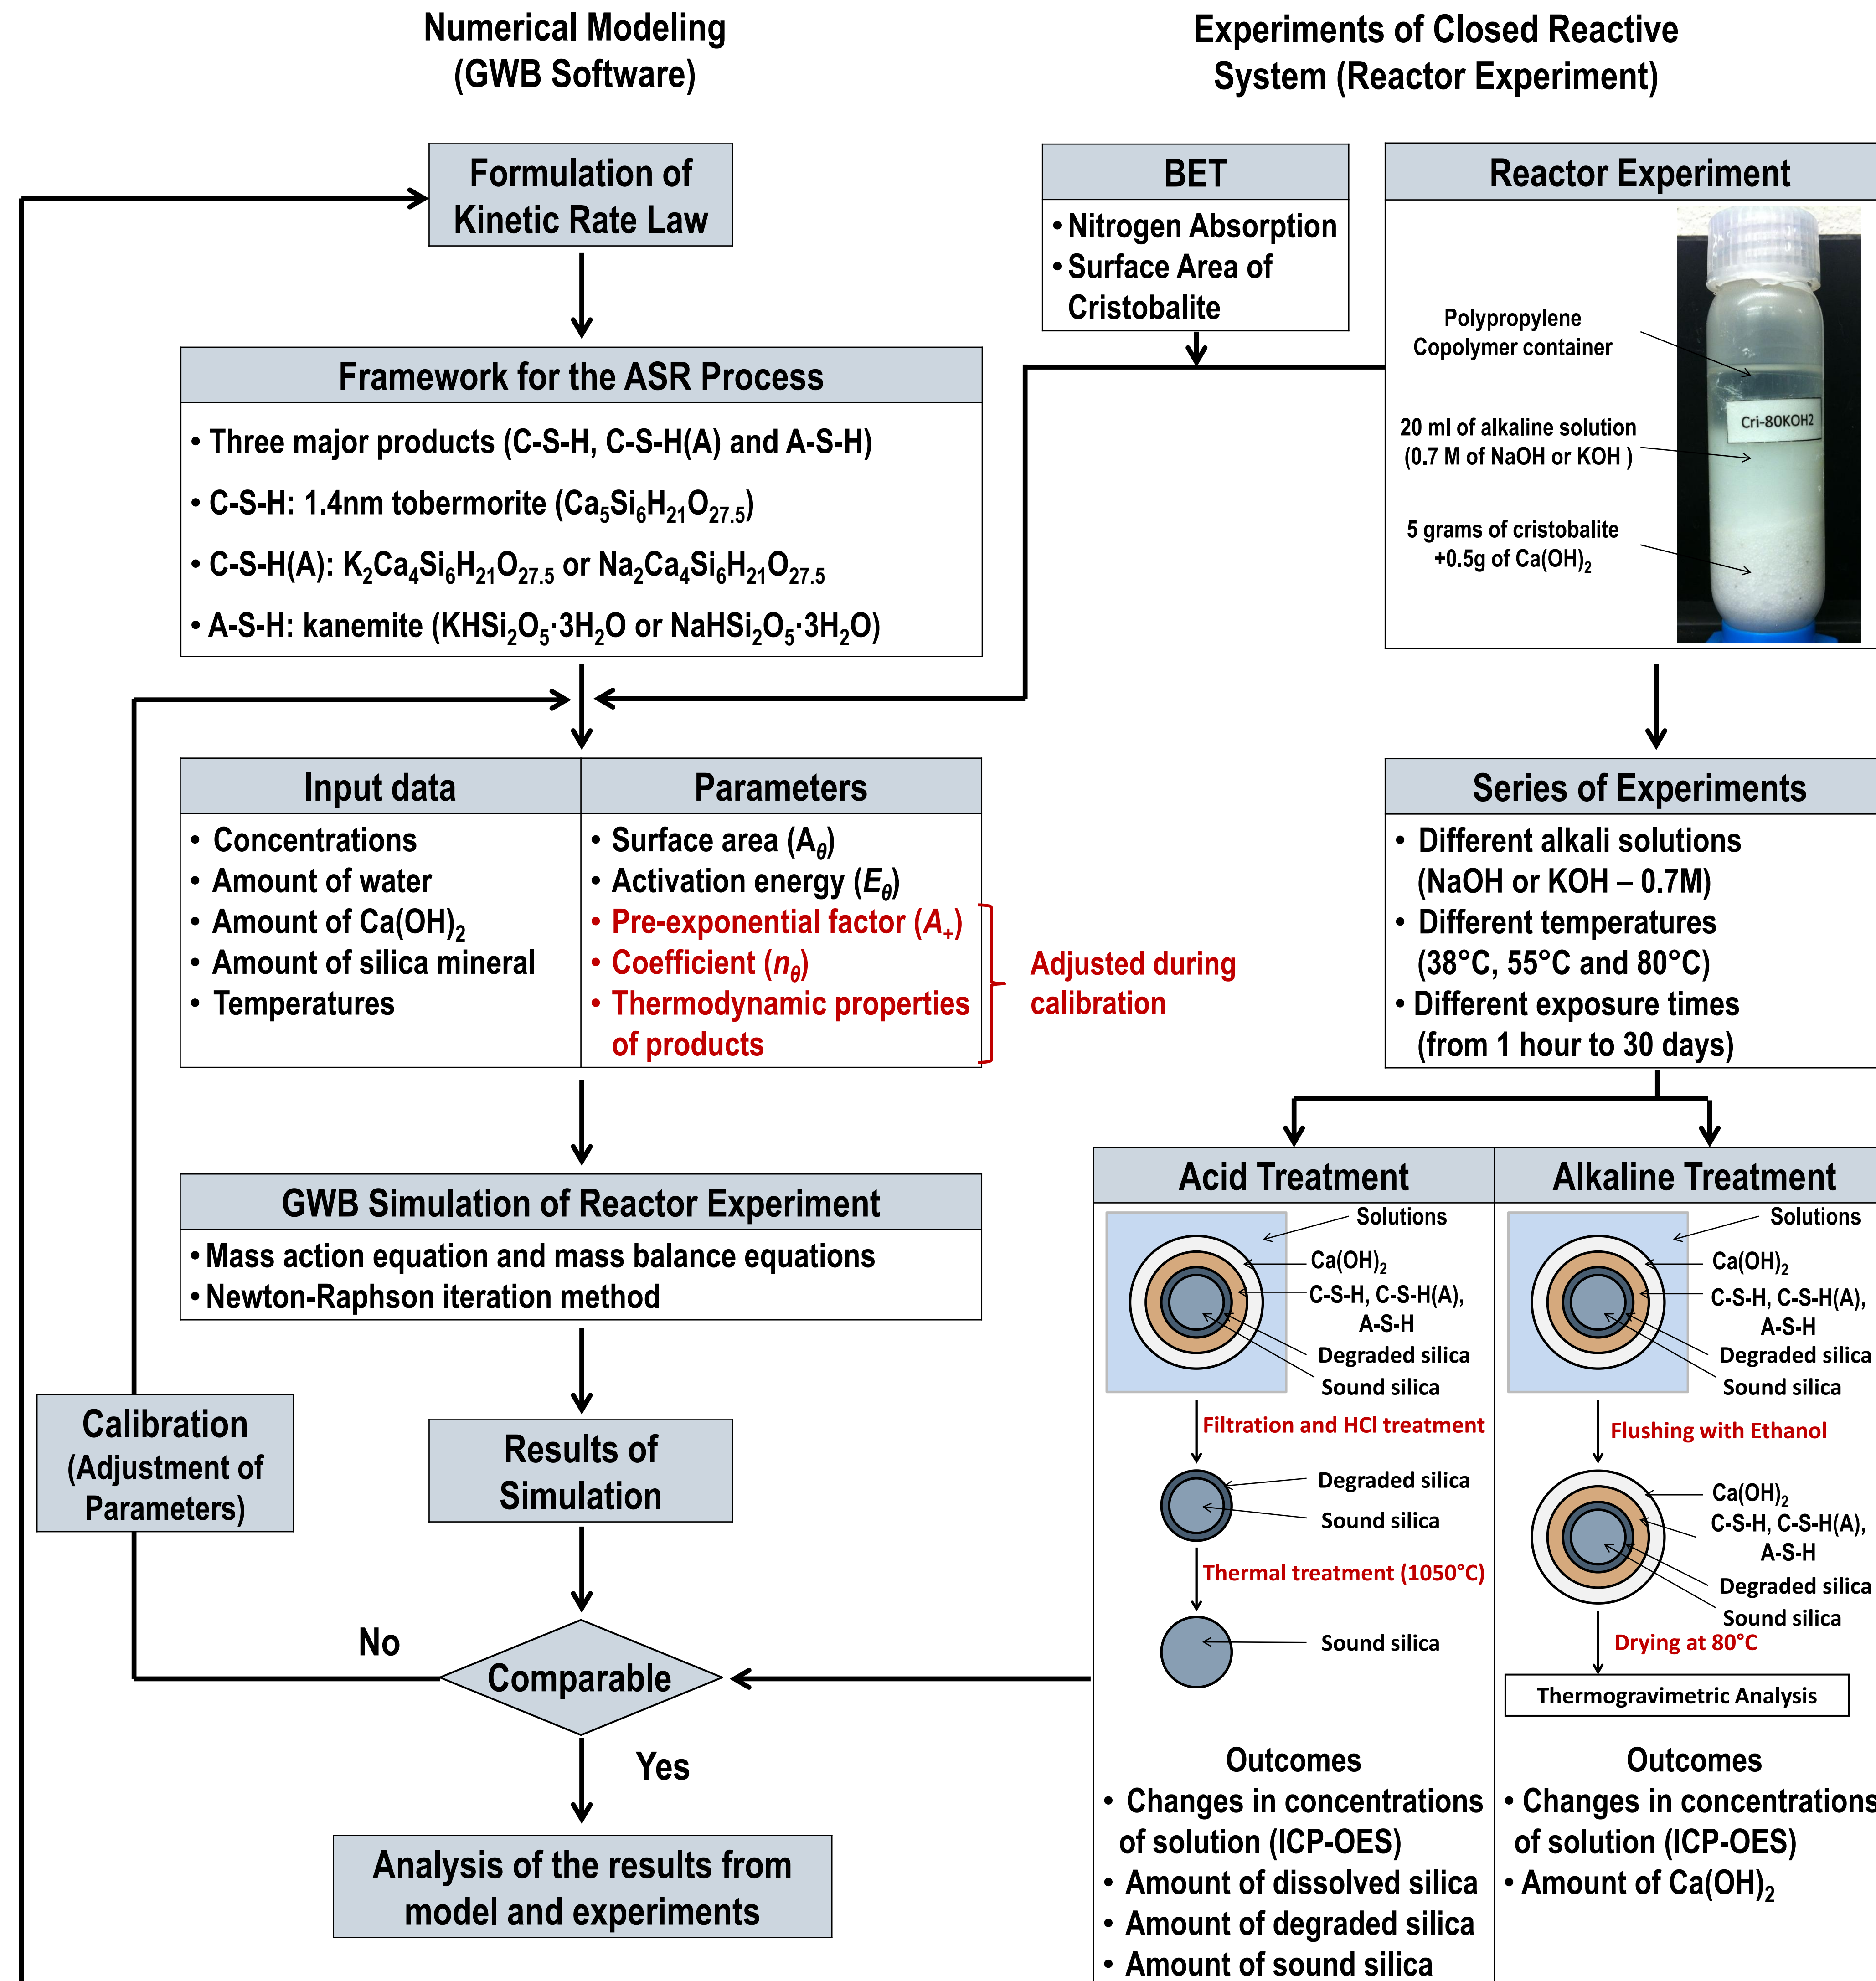 Numerical Modeling
(GWB Software)
Experiments of Closed Reactive
System (Reactor Experiment)
Formulation of
Kinetic Rate Law
Framework for the ASR Process
• Three major products (C-S-H, C-S-H(A) and A-S-H)
• C-S-H: 1.4nm tobermorite (Ca₅Si₆H₂₁O₂₇.₅)
• C-S-H(A): K₂Ca₄Si₆H₂₁O₂₇.₅ or Na₂Ca₄Si₆H₂₁O₂₇.₅
• A-S-H: kanemite (KHSi₂O₅·3H₂O or NaHSi₂O₅·3H₂O)
BET
• Nitrogen Absorption
• Surface Area of
Cristobalite
Reactor Experiment
Polypropylene
Copolymer container
20 ml of alkaline solution
(0.7 M of NaOH or KOH )
5 grams of cristobalite
+0.5g of Ca(OH)₂
Cri-80KOH2
Input data
• Concentrations
• Amount of water
• Amount of Ca(OH)₂
• Amount of silica mineral
• Temperatures
Parameters
• Surface area (A_θ)
• Activation energy (E_θ)
• Pre-exponential factor (A₊)
• Coefficient (n_θ)
• Thermodynamic properties
of products
Adjusted during
calibration
Series of Experiments
• Different alkali solutions
(NaOH or KOH – 0.7M)
• Different temperatures
(38°C, 55°C and 80°C)
• Different exposure times
(from 1 hour to 30 days)
GWB Simulation of Reactor Experiment
• Mass action equation and mass balance equations
• Newton-Raphson iteration method
Calibration
(Adjustment of
Parameters)
Results of
Simulation
No
Comparable
Yes
Analysis of the results from
model and experiments
Acid Treatment
Solutions
Ca(OH)₂
C-S-H, C-S-H(A),
A-S-H
Degraded silica
Sound silica
Filtration and HCl treatment
Degraded silica
Sound silica
Thermal treatment (1050°C)
Sound silica
Outcomes
• Changes in concentrations
of solution (ICP-OES)
• Amount of dissolved silica
• Amount of degraded silica
• Amount of sound silica
Alkaline Treatment
Solutions
Ca(OH)₂
C-S-H, C-S-H(A),
A-S-H
Degraded silica
Sound silica
Flushing with Ethanol
Ca(OH)₂
C-S-H, C-S-H(A),
A-S-H
Degraded silica
Sound silica
Drying at 80°C
Thermogravimetric Analysis
Outcomes
• Changes in concentrations
of solution (ICP-OES)
• Amount of Ca(OH)₂